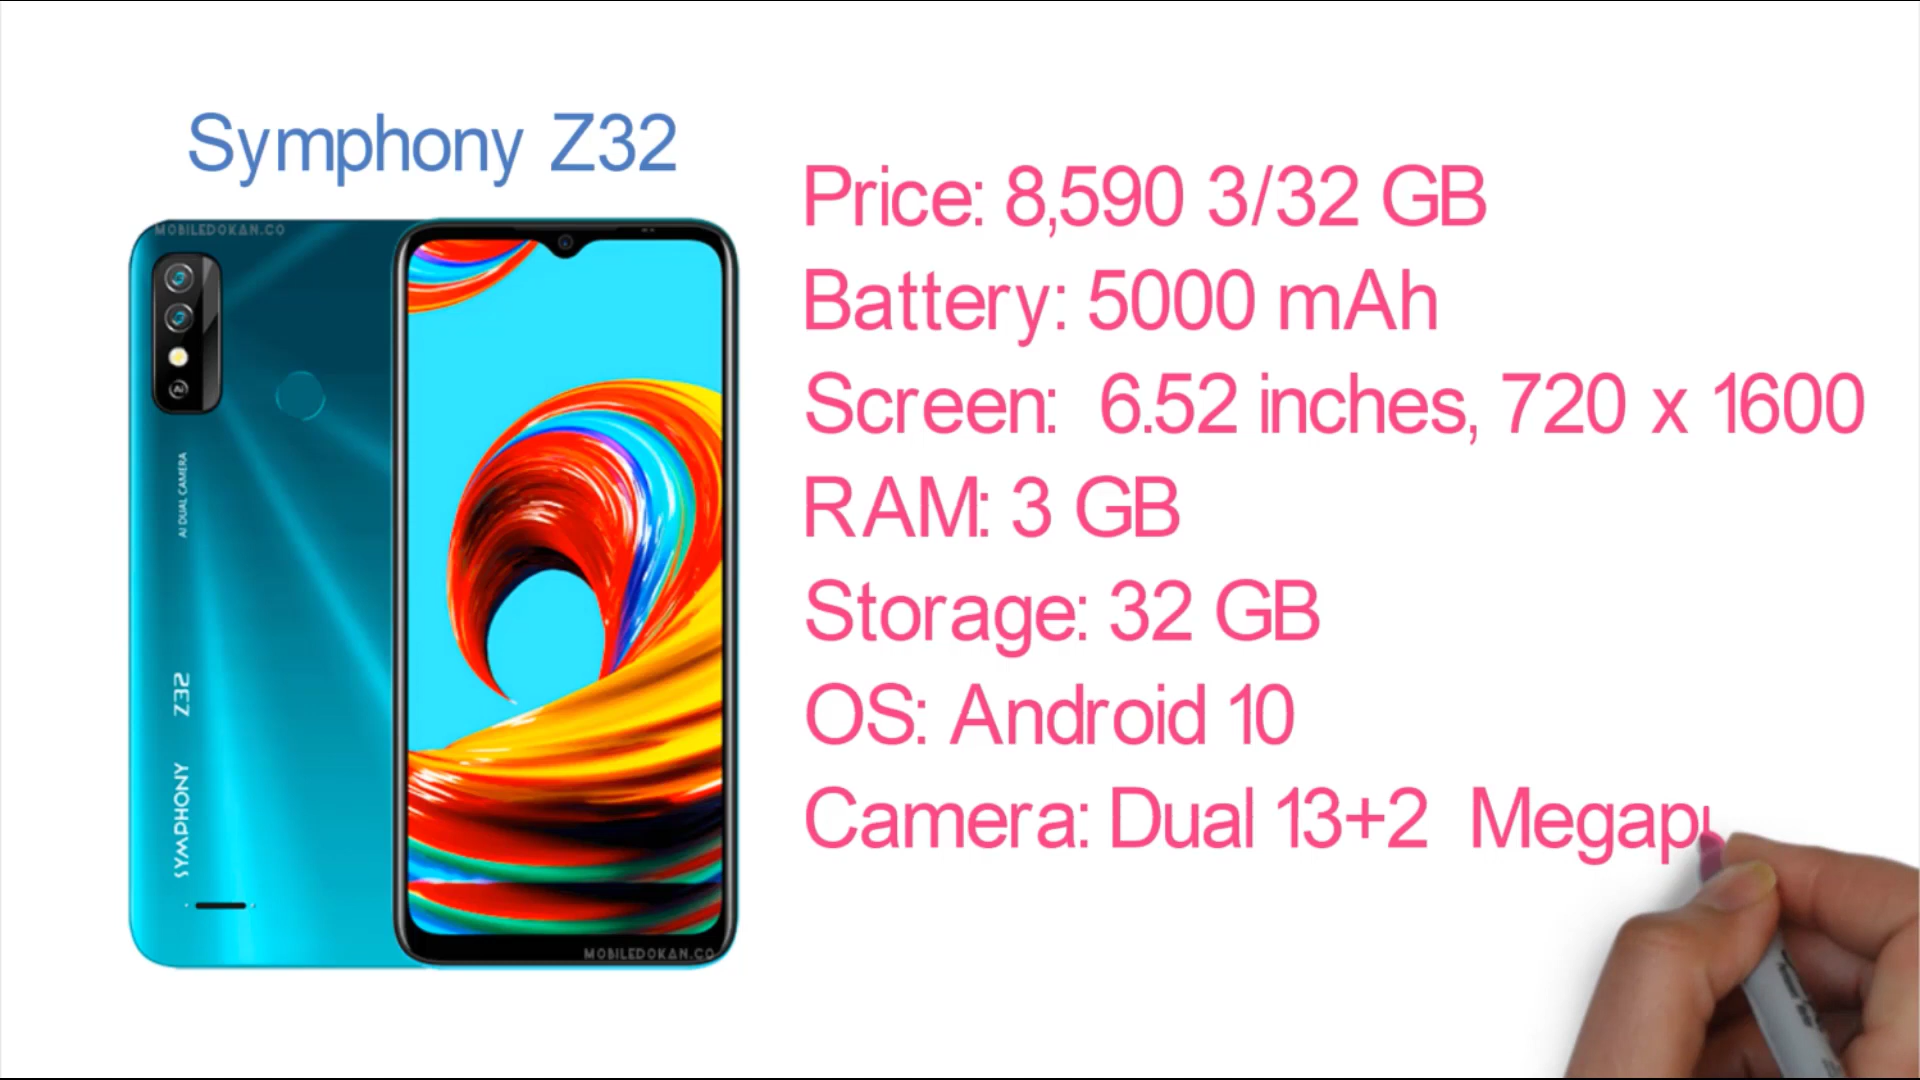 Symphony Z32
Price: 8,590 3/32 GB
Battery: 5000 mAh
Screen: 6.52 inches, 720 x 1600
RAM: 3 GB
Storage: 32 GB
OS: Android 10
Camera: Dual 13+2 Megap
MOBILEDOKAN.CO
Ai
AI DUAL CAMERA
SYMPHONY Z32
MOBILEDOKAN.CO